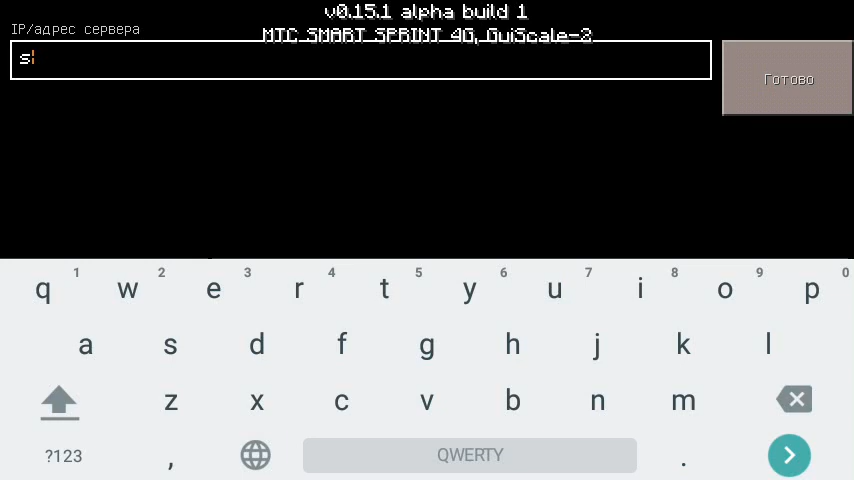 v0.15.1 alpha build 1
IP/адрес сервера
MTC SMART SPRINT 4G, GuiScale-2
s
Готово
1 2 3 4 5 6 7 8 9 0
q w e r t y u i o p
a s d f g h j k l
z x c v b n m
?123 , QWERTY .